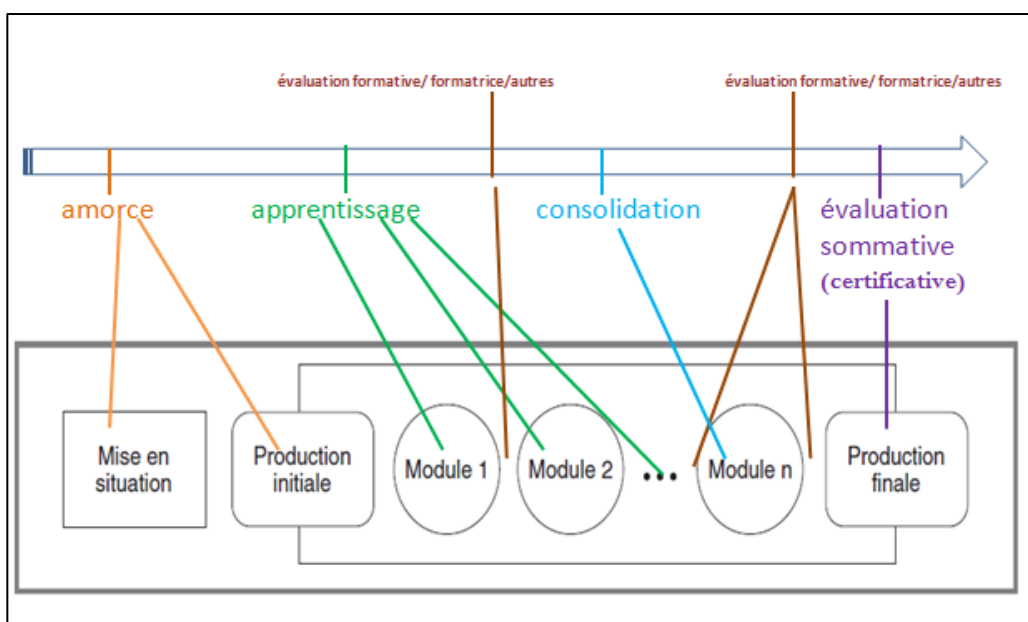 évaluation formative/ formatrice/autres
évaluation formative/ formatrice/autres
amorce
apprentissage
consolidation
évaluation
sommative
(certificative)
Mise en
situation
Production
initiale
Module 1
Module 2
...
Module n
Production
finale